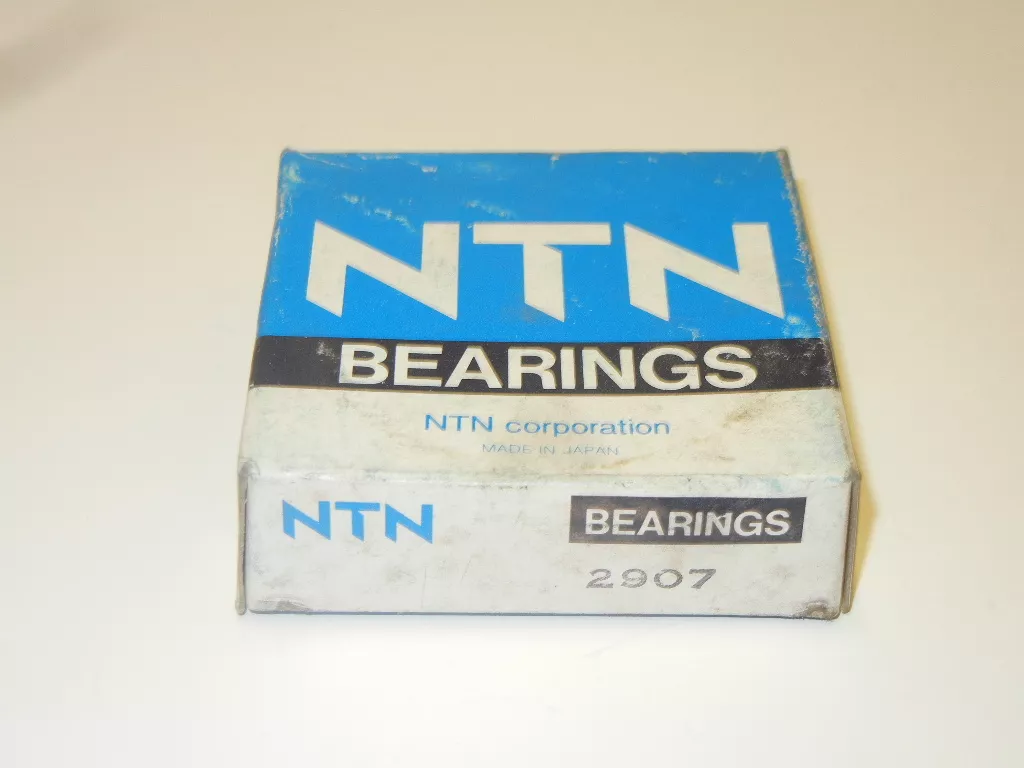 NTN
BEARINGS
NTN corporation
MADE IN JAPAN
NTN BEARINGS
2907